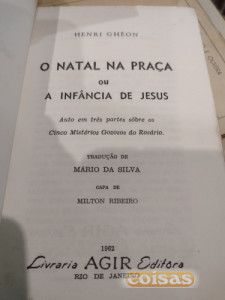 HENRI GHÉON
O NATAL NA PRAÇA
ou
A INFÂNCIA DE JESUS
Auto em três partes sôbre os
Cinco Mistérios Gozosos do Rosário.
TRADUÇÃO DE
MARIO DA SILVA
CAPA DE
MILTON RIBEIRO
1962
Livraria AGIR Editora
RIO DE JANEIRO
coisas